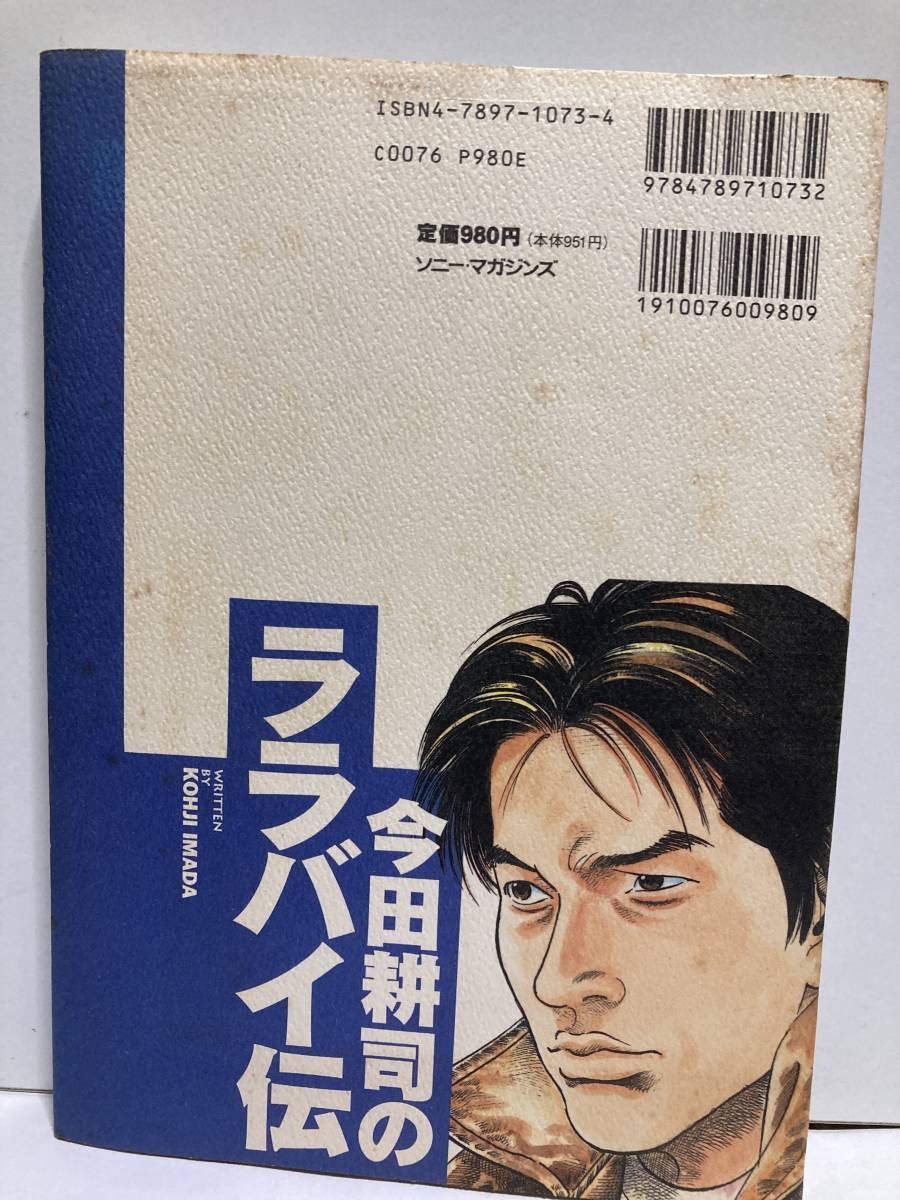 ISBN4-7897-1073-4
C0076 P980E
9784789710732
定価980円(本体951円)
ソニー・マガジンズ
1910076009809
今田耕司の
ララバイ伝
WRITTEN
BY
KOHJI IMADA